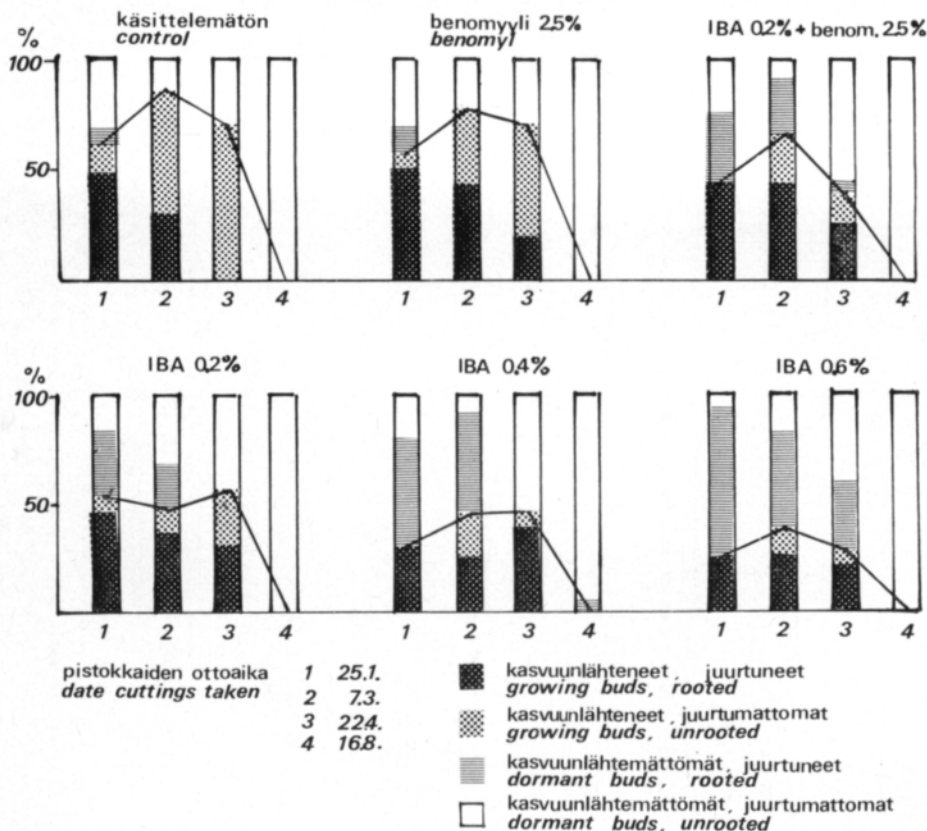 käsittelemätön
control
benomyyli 2,5%
benomyl
IBA 0,2% + benom. 2,5%
%
100
50
1 2 3 4
1 2 3 4
1 2 3 4
IBA 0,2%
IBA 0,4%
IBA 0,6%
%
100
50
1 2 3 4
1 2 3 4
1 2 3 4
pistokkaiden ottoaika
date cuttings taken
1 25.1.
2 7.3.
3 22.4.
4 16.8.
kasvuunlähteneet, juurtuneet
growing buds, rooted
kasvuunlähteneet, juurtumattomat
growing buds, unrooted
kasvuunlähtemättömät, juurtuneet
dormant buds, rooted
kasvuunlähtemättömät, juurtumattomat
dormant buds, unrooted